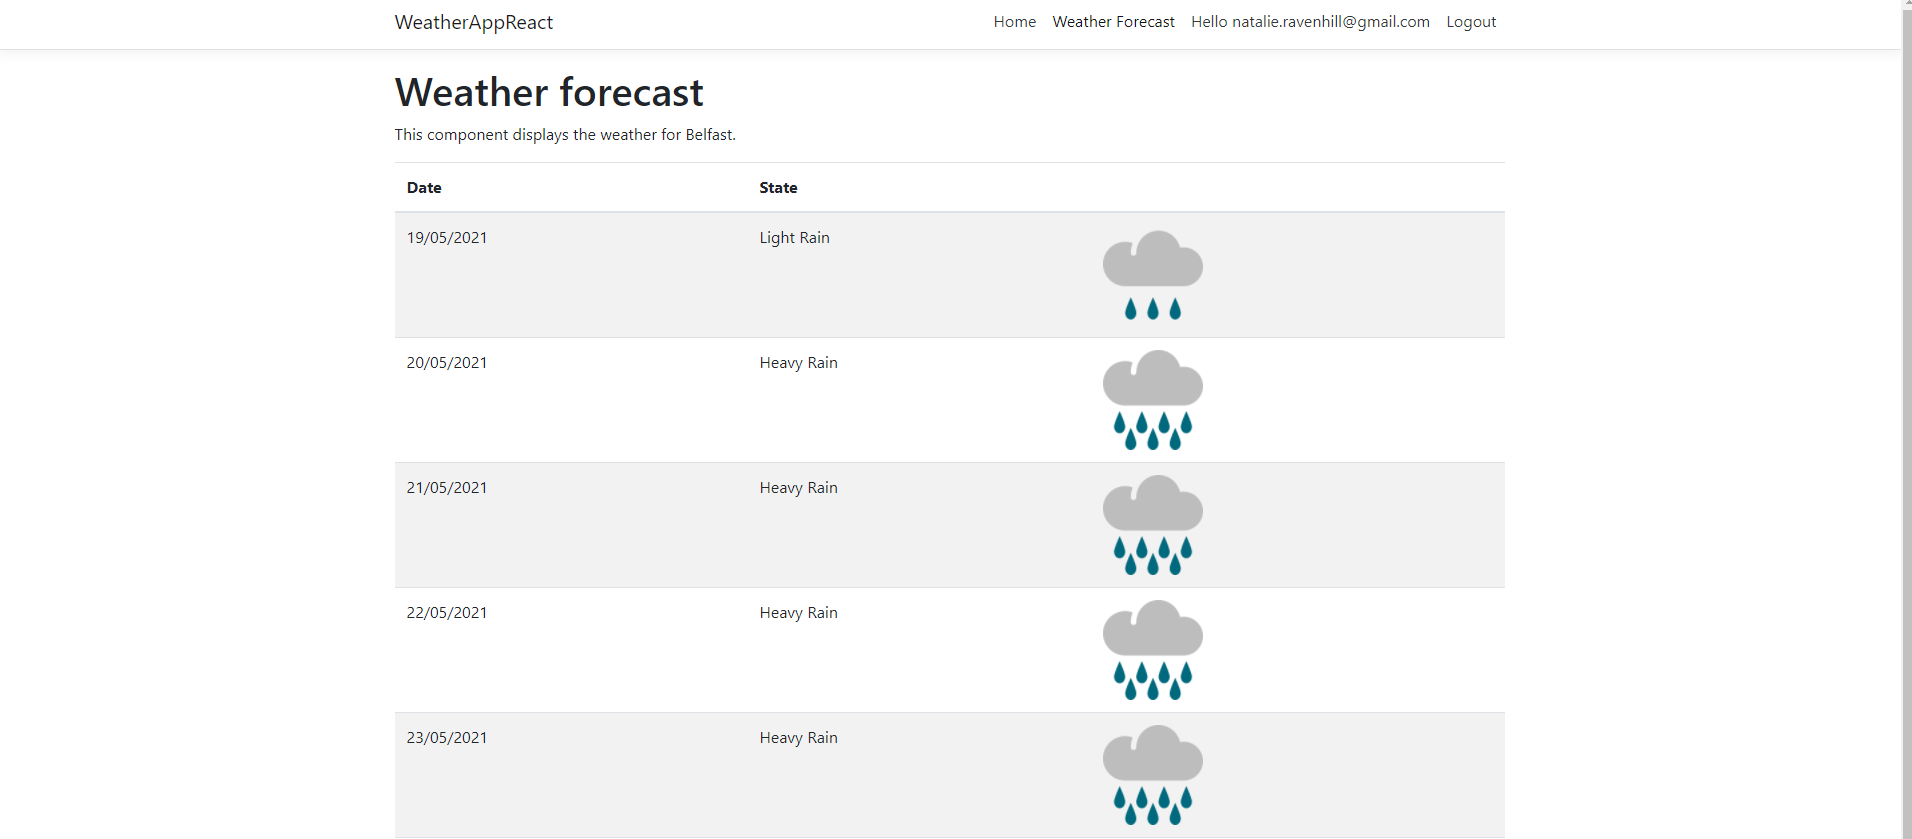 WeatherAppReact Home Weather Forecast Hello natalie.ravenhill@gmail.com Logout
Weather forecast
This component displays the weather for Belfast.
Date State
19/05/2021 Light Rain
20/05/2021 Heavy Rain
21/05/2021 Heavy Rain
22/05/2021 Heavy Rain
23/05/2021 Heavy Rain